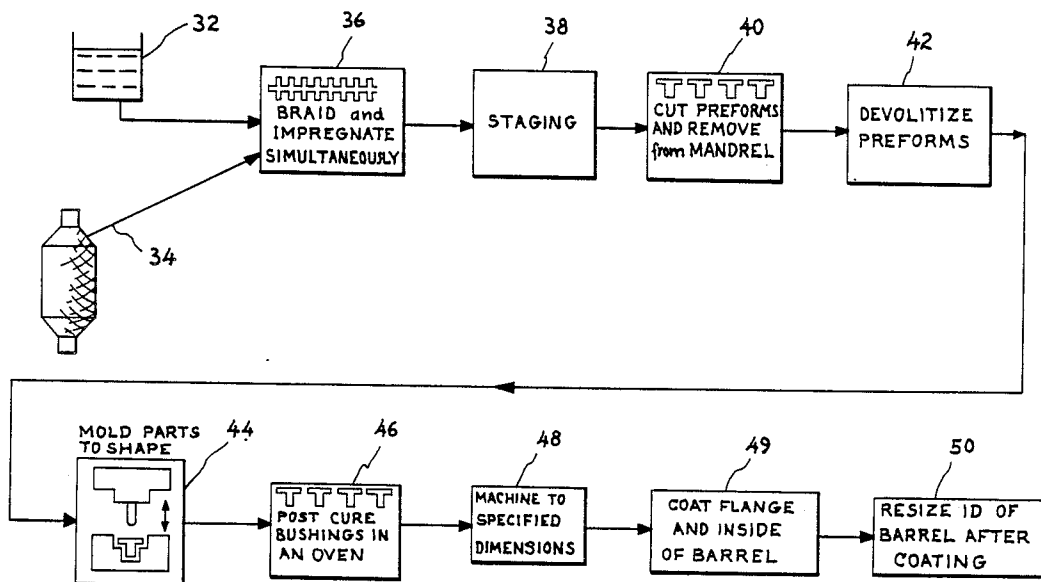 32
36
38
40
42
BRAID and
IMPREGNATE
SIMULTANEOUSLY
STAGING
CUT PREFORMS
AND REMOVE
from MANDREL
DEVOLITIZE
PREFORMS
34
MOLD PARTS
TO SHAPE
44
46
48
49
50
POST CURE
BUSHINGS IN
AN OVEN
MACHINE TO
SPECIFIED
DIMENSIONS
COAT FLANGE
AND INSIDE
OF BARREL
RESIZE ID OF
BARREL AFTER
COATING